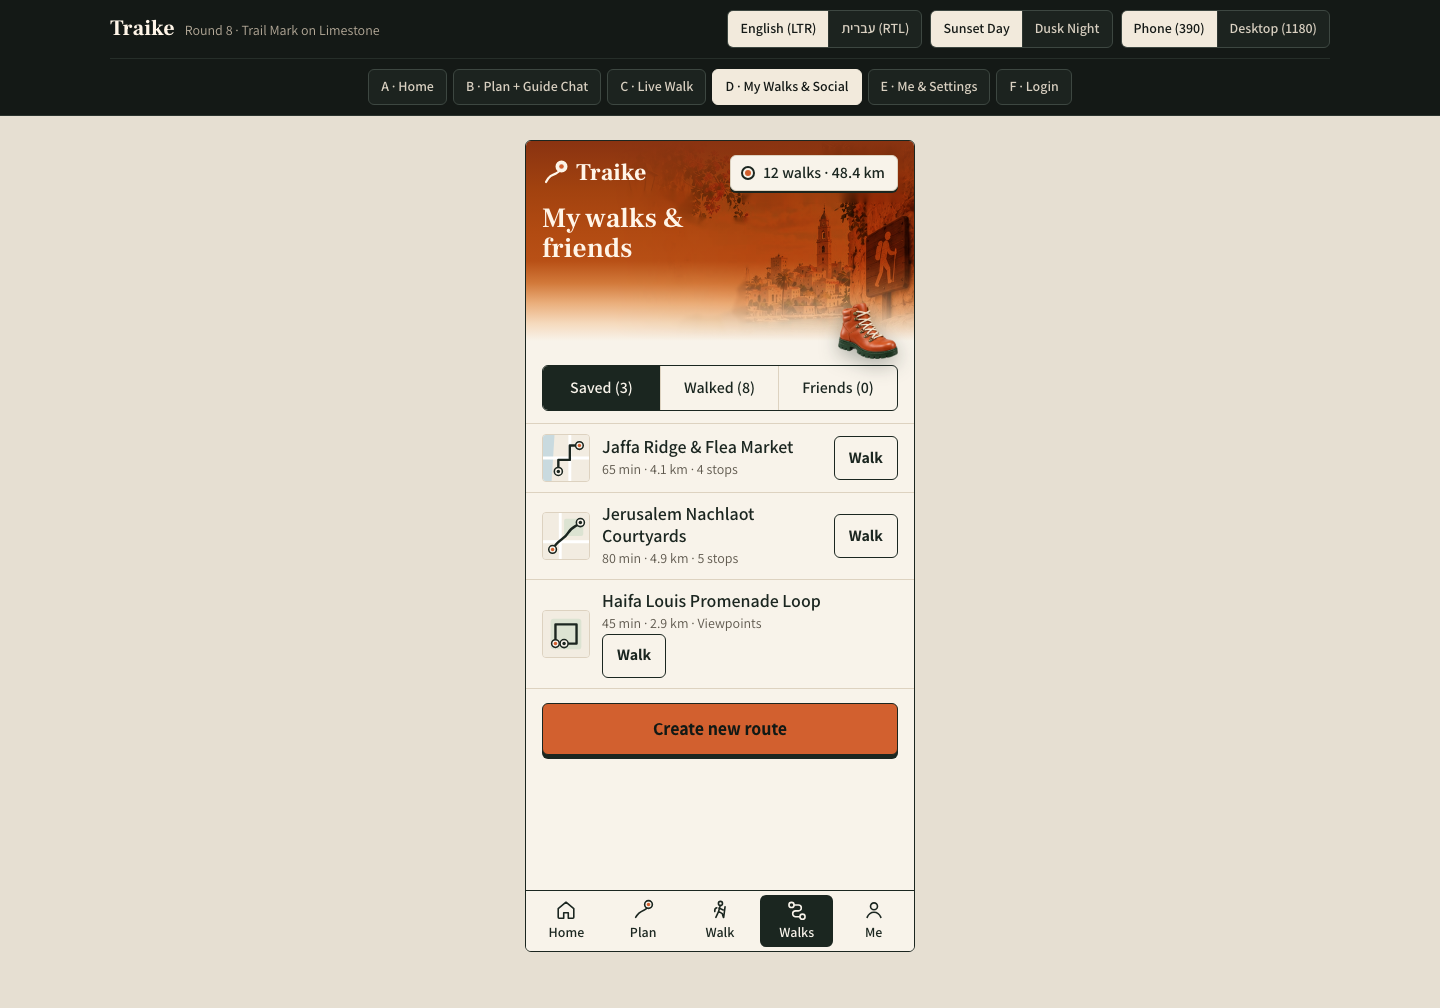 Traike Round 8 · Trail Mark on Limestone
English (LTR) עברית (RTL) Sunset Day Dusk Night Phone (390) Desktop (1180)
A · Home B · Plan + Guide Chat C · Live Walk D · My Walks & Social E · Me & Settings F · Login
Traike
12 walks · 48.4 km
My walks &
friends
Saved (3) Walked (8) Friends (0)
Jaffa Ridge & Flea Market
65 min · 4.1 km · 4 stops
Walk
Jerusalem Nachlaot
Courtyards
80 min · 4.9 km · 5 stops
Walk
Haifa Louis Promenade Loop
45 min · 2.9 km · Viewpoints
Walk
Create new route
Home Plan Walk Walks Me